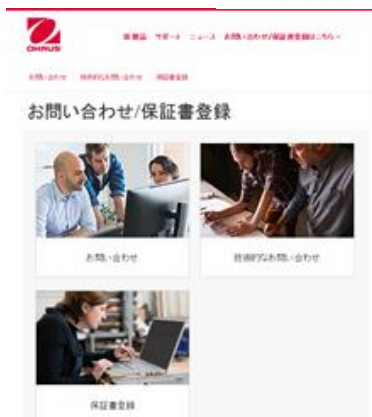 OHAUS
新製品 サポート ニュース お問い合わせ/保証書登録はこちら
お問い合わせ 技術的なお問い合わせ 保証書登録
お問い合わせ/保証書登録
お問い合わせ 技術的なお問い合わせ
保証書登録